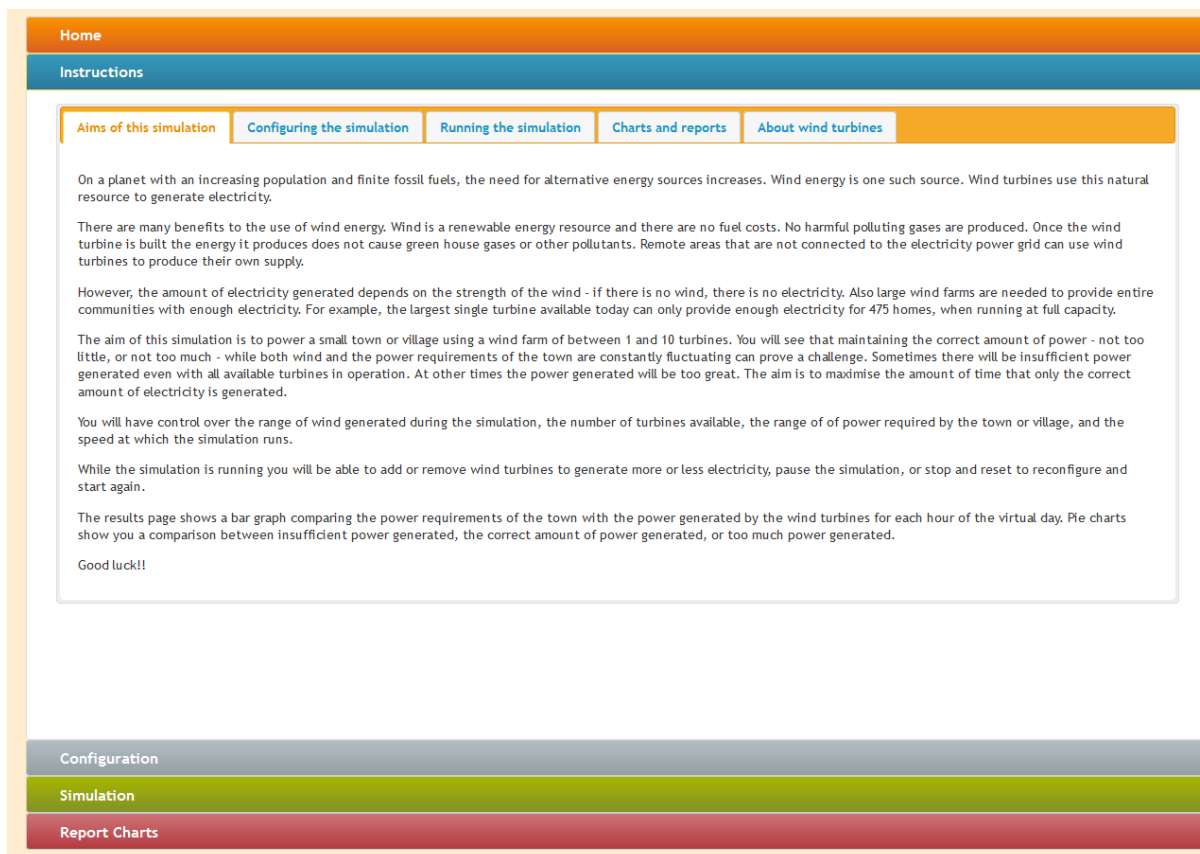 Home
Instructions
Aims of this simulation
Configuring the simulation
Running the simulation
Charts and reports
About wind turbines
On a planet with an increasing population and finite fossil fuels, the need for alternative energy sources increases. Wind energy is one such source. Wind turbines use this natural
resource to generate electricity.
There are many benefits to the use of wind energy. Wind is a renewable energy resource and there are no fuel costs. No harmful polluting gases are produced. Once the wind
turbine is built the energy it produces does not cause green house gases or other pollutants. Remote areas that are not connected to the electricity power grid can use wind
turbines to produce their own supply.
However, the amount of electricity generated depends on the strength of the wind - if there is no wind, there is no electricity. Also large wind farms are needed to provide entire
communities with enough electricity. For example, the largest single turbine available today can only provide enough electricity for 475 homes, when running at full capacity.
The aim of this simulation is to power a small town or village using a wind farm of between 1 and 10 turbines. You will see that maintaining the correct amount of power - not too
little, or not too much - while both wind and the power requirements of the town are constantly fluctuating can prove a challenge. Sometimes there will be insufficient power
generated even with all available turbines in operation. At other times the power generated will be too great. The aim is to maximise the amount of time that only the correct
amount of electricity is generated.
You will have control over the range of wind generated during the simulation, the number of turbines available, the range of of power required by the town or village, and the
speed at which the simulation runs.
While the simulation is running you will be able to add or remove wind turbines to generate more or less electricity, pause the simulation, or stop and reset to reconfigure and
start again.
The results page shows a bar graph comparing the power requirements of the town with the power generated by the wind turbines for each hour of the virtual day. Pie charts
show you a comparison between insufficient power generated, the correct amount of power generated, or too much power generated.
Good luck!!
Configuration
Simulation
Report Charts